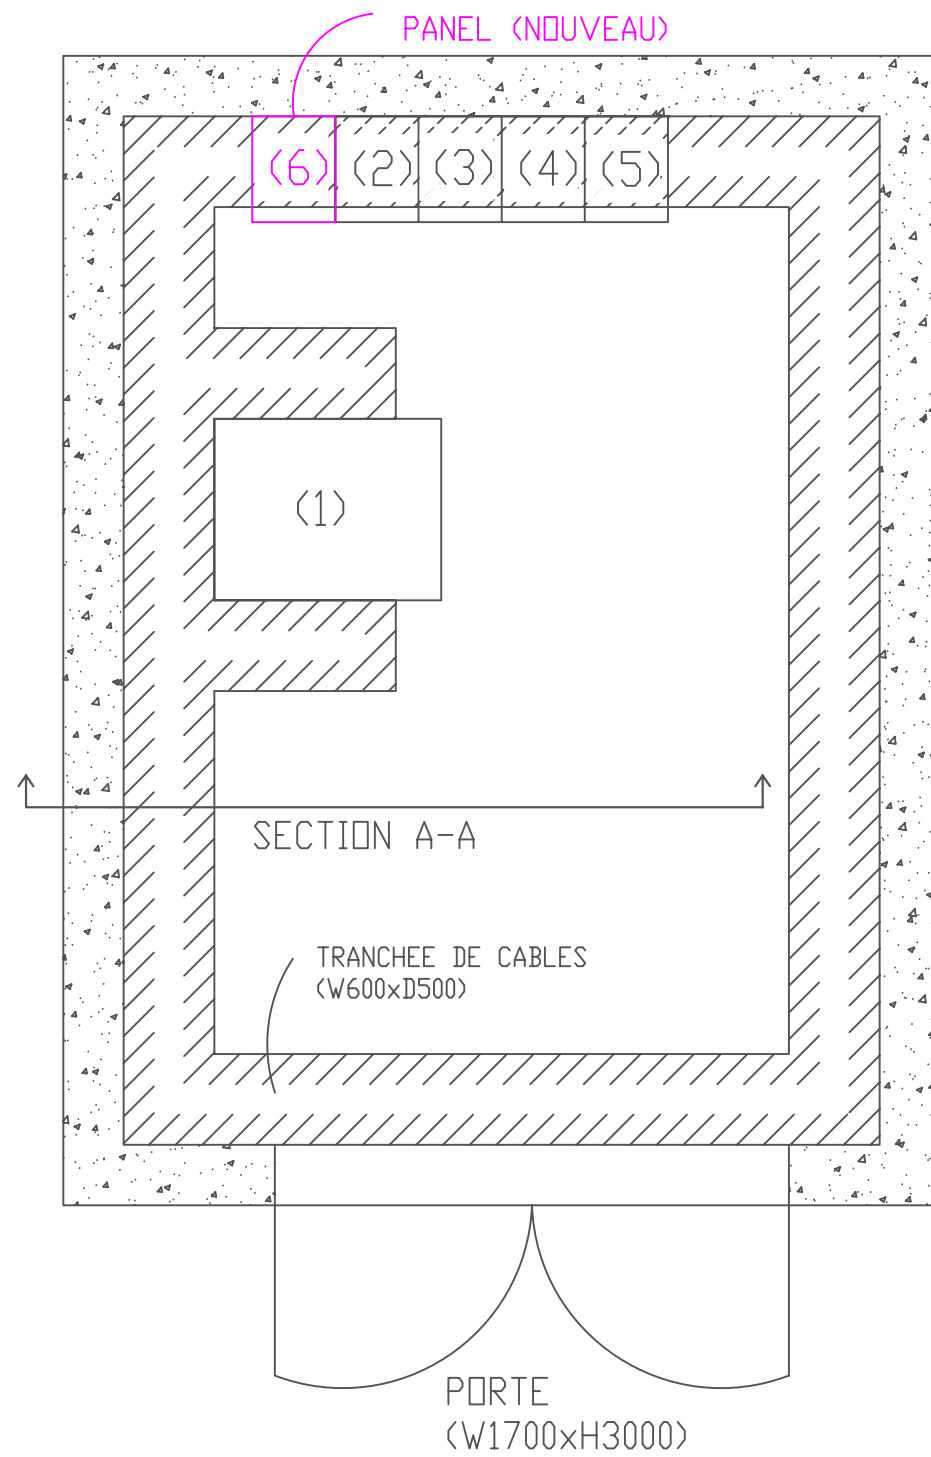 PANEL (NOUVEAU)
(6) (2) (3) (4) (5)
(1)
SECTION A-A
TRANCHEE DE CABLES
(W600xD500)
PORTE
(W1700xH3000)